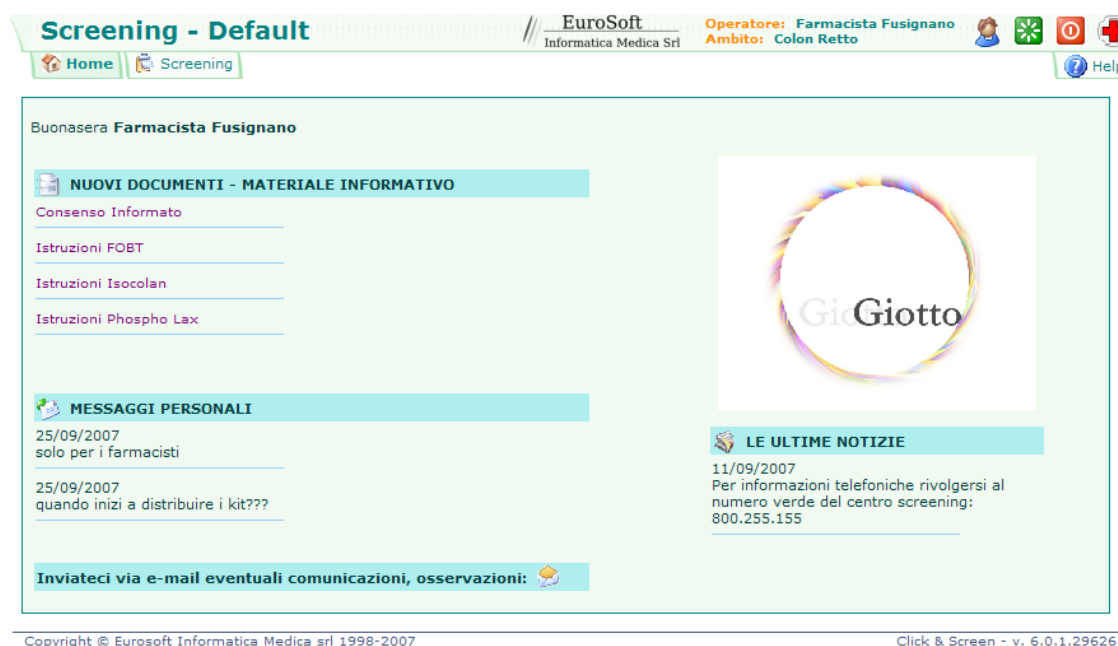 Screening - Default
EuroSoft
Informatica Medica Srl
Operatore: Farmacista Fusignano
Ambito: Colon Retto
Home
Screening
Help
Buonasera Farmacista Fusignano
NUOVI DOCUMENTI - MATERIALE INFORMATIVO
Consenso Informato
Istruzioni FOBT
Istruzioni Isocolan
Istruzioni Phospho Lax
Giotto
MESSAGGI PERSONALI
25/09/2007
solo per i farmacisti
25/09/2007
quando inizi a distribuire i kit???
LE ULTIME NOTIZIE
11/09/2007
Per informazioni telefoniche rivolgersi al
numero verde del centro screening:
800.255.155
Inviateci via e-mail eventuali comunicazioni, osservazioni:
Copyright © Eurosoft Informatica Medica srl 1998-2007
Click & Screen - v. 6.0.1.29626